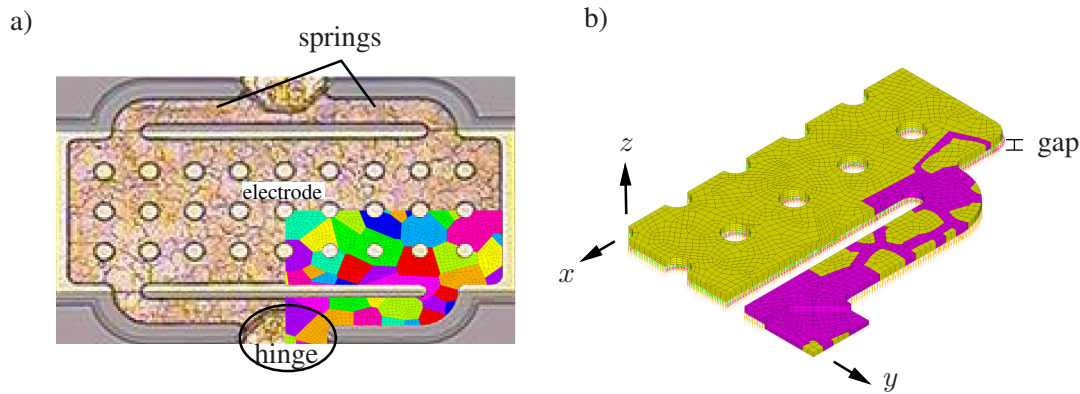 a)
springs
electrode
hinge
b)
z
gap
x
y